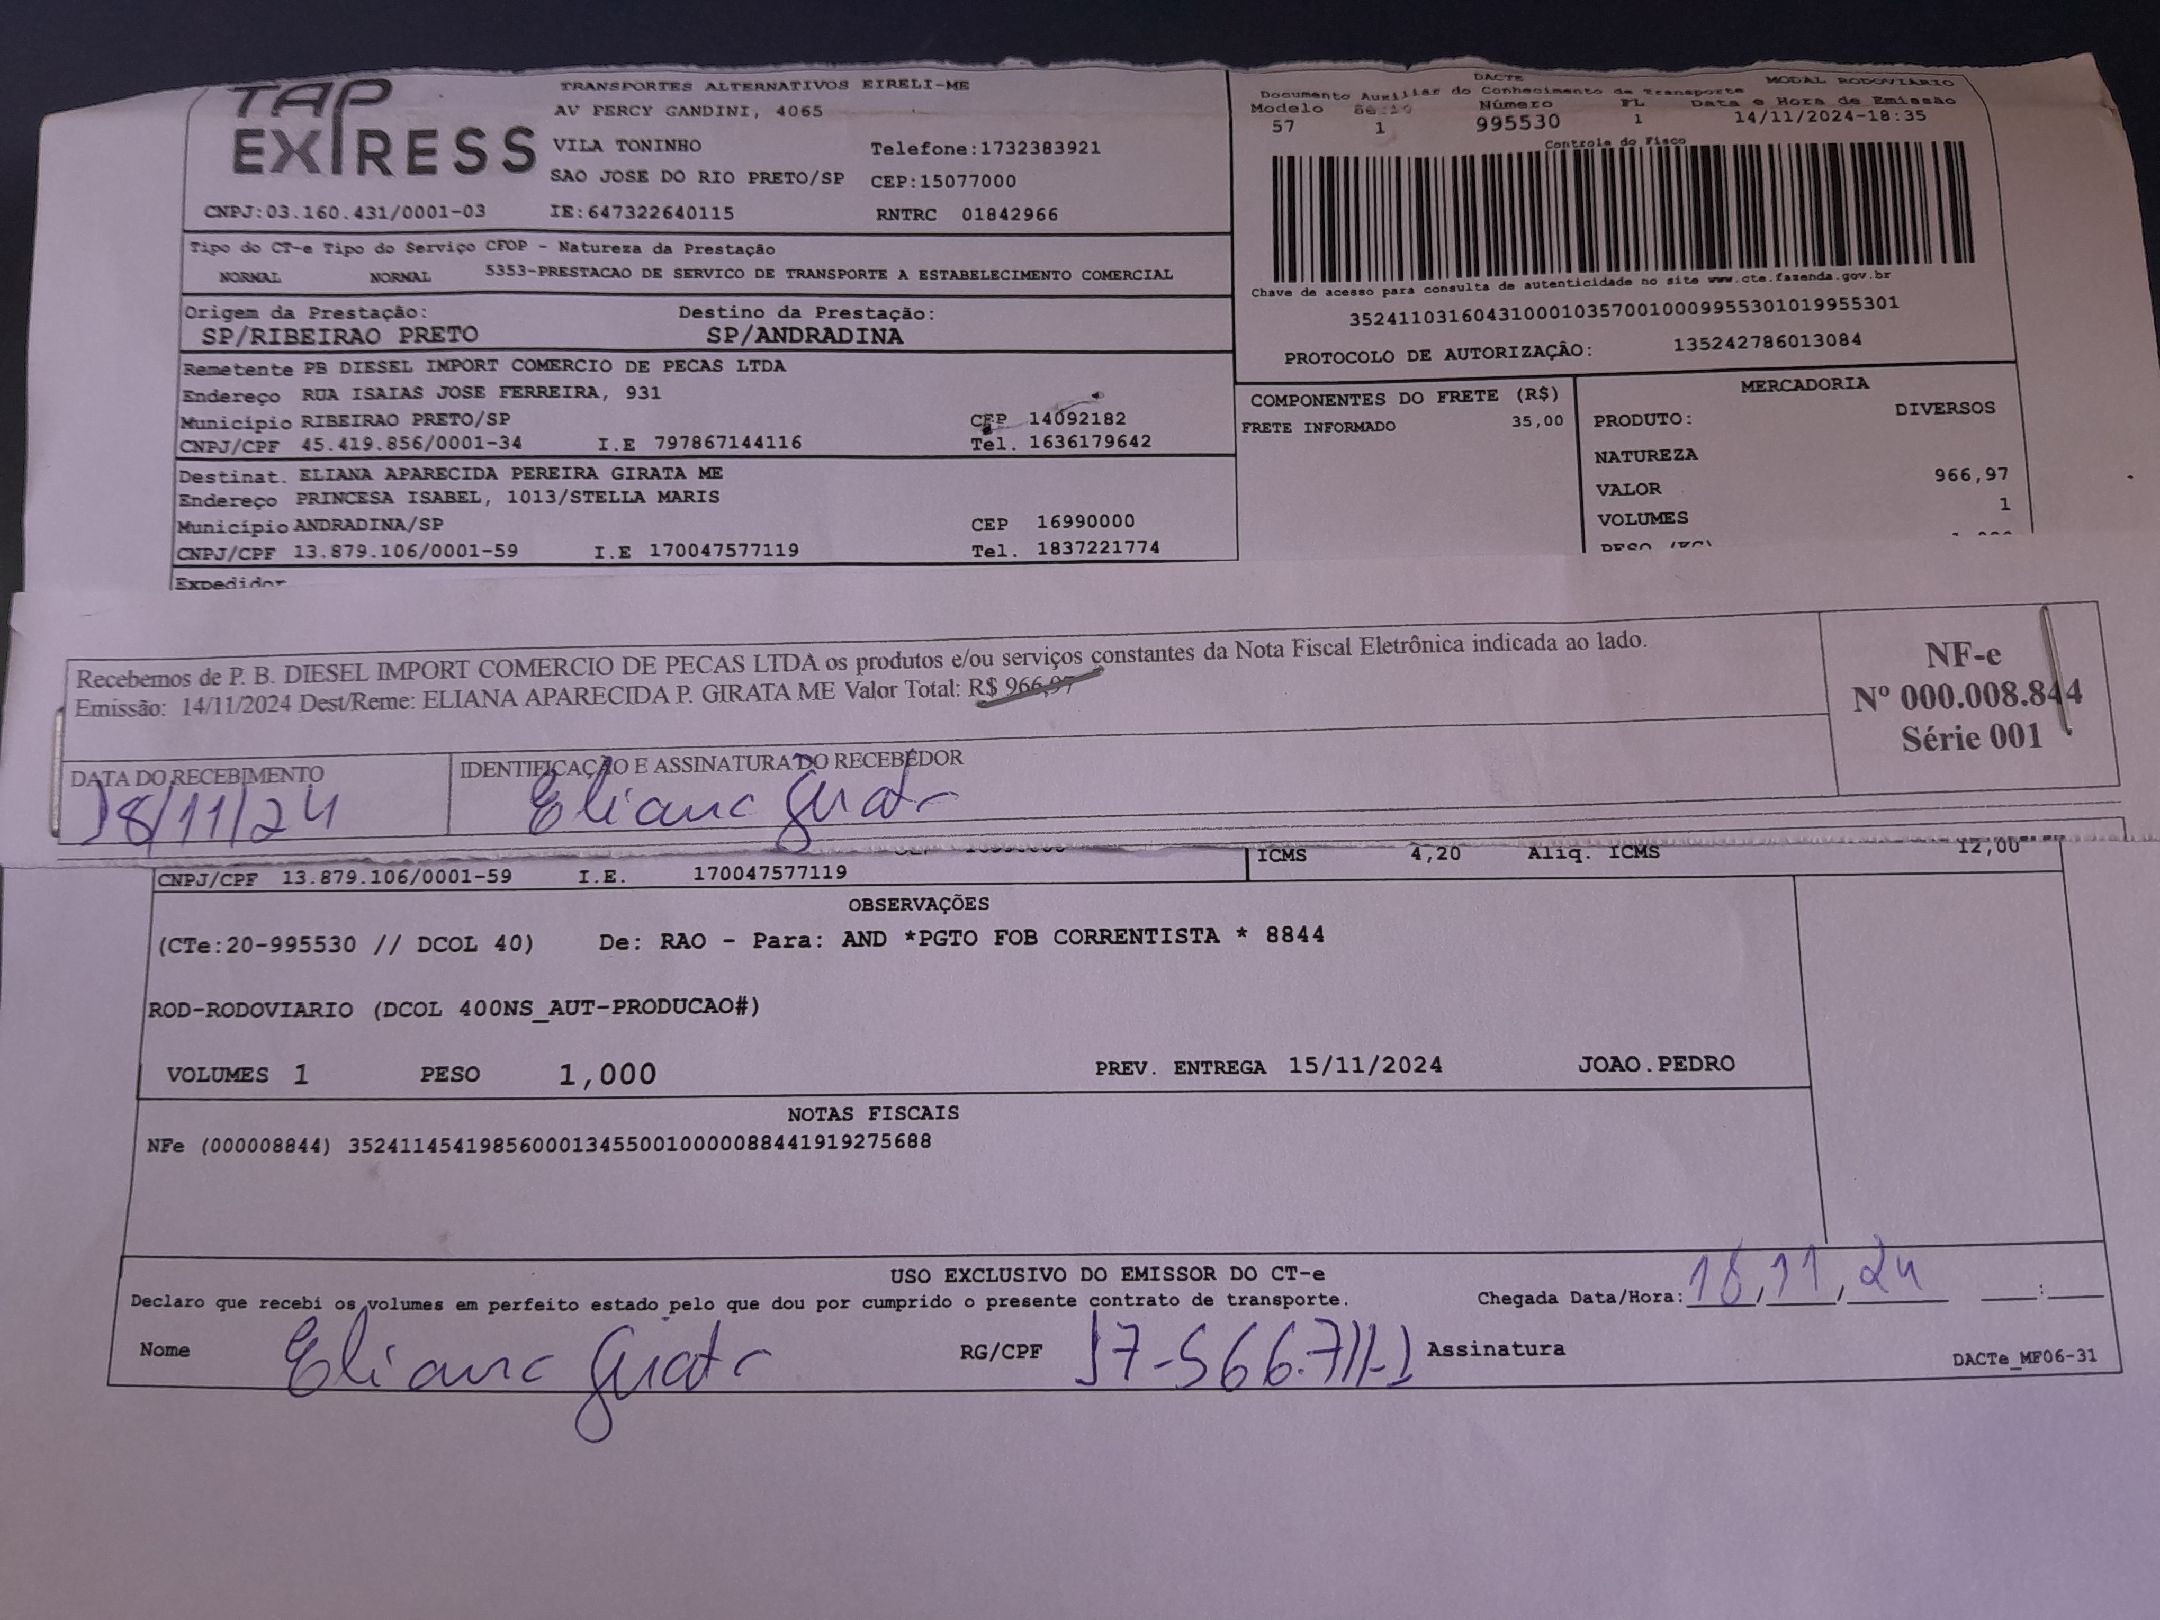 TAP EXPRESS
TRANSPORTES ALTERNATIVOS EIRELI-ME
AV PERCY GANDINI, 4065
VILA TONINHO Telefone:1732383921
SAO JOSE DO RIO PRETO/SP CEP:15077000
CNPJ:03.160.431/0001-03 IE:647322640115 RNTRC 01842966
Tipo do CT-e Tipo do Serviço CFOP - Natureza da Prestação
NORMAL NORMAL 5353-PRESTACAO DE SERVICO DE TRANSPORTE A ESTABELECIMENTO COMERCIAL
Origem da Prestação: Destino da Prestação:
SP/RIBEIRAO PRETO SP/ANDRADINA
Remetente PB DIESEL IMPORT COMERCIO DE PECAS LTDA
Endereço RUA ISAIAS JOSE FERREIRA, 931
Município RIBEIRAO PRETO/SP CEP 14092182
CNPJ/CPF 45.419.856/0001-34 I.E 797867144116 Tel. 1636179642
Destinat. ELIANA APARECIDA PEREIRA GIRATA ME
Endereço PRINCESA ISABEL, 1013/STELLA MARIS
Município ANDRADINA/SP CEP 16990000
CNPJ/CPF 13.879.106/0001-59 I.E 170047577119 Tel. 1837221774
Expedidor
DACTE MODAL RODOVIÁRIO
Documento Auxiliar do Conhecimento de Transporte
Modelo Série Número FL Data e Hora de Emissão
57 1 995530 1 14/11/2024-18:35
Controle do Fisco
Chave de acesso para consulta de autenticidade no site www.cte.fazenda.gov.br
35241103160431000103570010009955301019955301
PROTOCOLO DE AUTORIZAÇÃO: 135242786013084
COMPONENTES DO FRETE (R$)
FRETE INFORMADO 35,00
MERCADORIA
PRODUTO: DIVERSOS
NATUREZA
VALOR 966,97
VOLUMES 1
PESO (KG)
Recebemos de P. B. DIESEL IMPORT COMERCIO DE PECAS LTDA os produtos e/ou serviços constantes da Nota Fiscal Eletrônica indicada ao lado.
Emissão: 14/11/2024 Dest/Reme: ELIANA APARECIDA P. GIRATA ME Valor Total: R$ 966,97
NF-e
Nº 000.008.844
Série 001
DATA DO RECEBIMENTO IDENTIFICAÇÃO E ASSINATURA DO RECEBEDOR
18/11/24 Eliana Girata
ICMS 4,20 Aliq. ICMS 12,00
CNPJ/CPF 13.879.106/0001-59 I.E. 170047577119
OBSERVAÇÕES
(CTe:20-995530 // DCOL 40) De: RAO - Para: AND *PGTO FOB CORRENTISTA * 8844
ROD-RODOVIARIO (DCOL 400NS_AUT-PRODUCAO#)
VOLUMES 1 PESO 1,000 PREV. ENTREGA 15/11/2024 JOAO.PEDRO
NOTAS FISCAIS
NFe (000008844) 35241145419856000134550010000088441919275688
USO EXCLUSIVO DO EMISSOR DO CT-e
Declaro que recebi os volumes em perfeito estado pelo que dou por cumprido o presente contrato de transporte. Chegada Data/Hora: 18,11,24 :
Nome Eliana Girata RG/CPF 17-566.711-1 Assinatura
DACTe_MF06-31